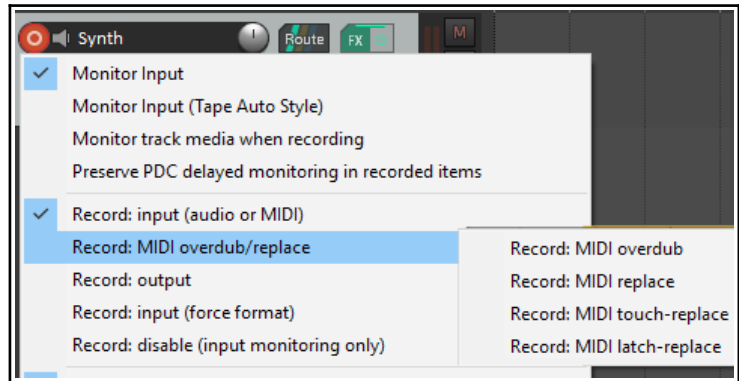 Synth
Route
FX
M
Monitor Input
Monitor Input (Tape Auto Style)
Monitor track media when recording
Preserve PDC delayed monitoring in recorded items
Record: input (audio or MIDI)
Record: MIDI overdub/replace
Record: output
Record: input (force format)
Record: disable (input monitoring only)
Record: MIDI overdub
Record: MIDI replace
Record: MIDI touch-replace
Record: MIDI latch-replace